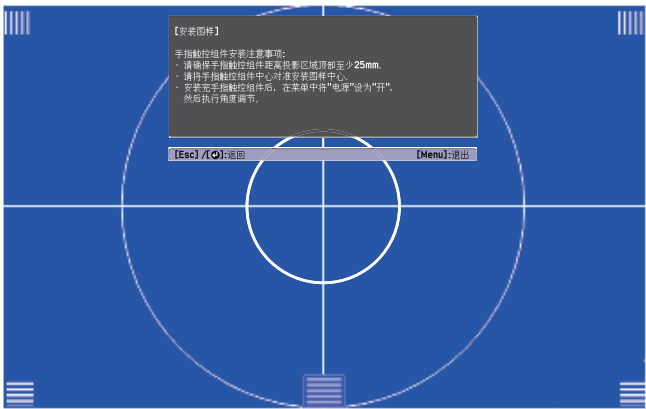 [安装图样]
手指触控组件安装注意事项:
· 请确保手指触控组件距离投影区域顶部至少25mm.
· 请将手指触控组件中心对准安装图样中心.
· 安装完手指触控组件后, 在菜单中将"电源"设为"开".
然后执行角度调节.
[Esc] /[⮐]:返回 [Menu]:退出